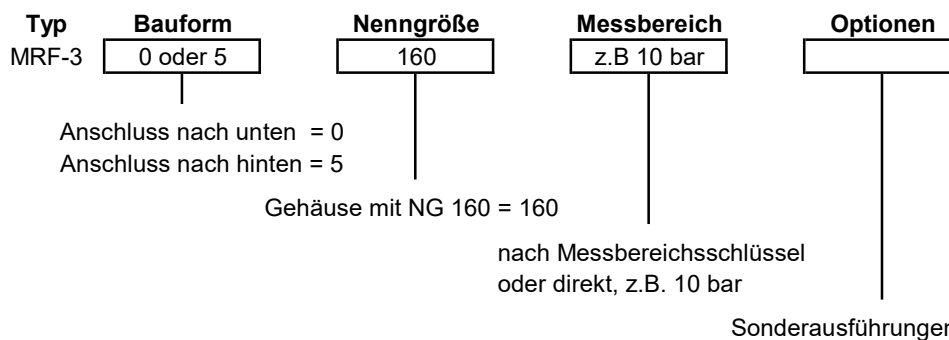 Typ Bauform Nenngröße Messbereich Optionen
MRF-3 0 oder 5 160 z.B 10 bar
Anschluss nach unten = 0
Anschluss nach hinten = 5
Gehäuse mit NG 160 = 160
nach Messbereichsschlüssel
oder direkt, z.B. 10 bar
Sonderausführungen